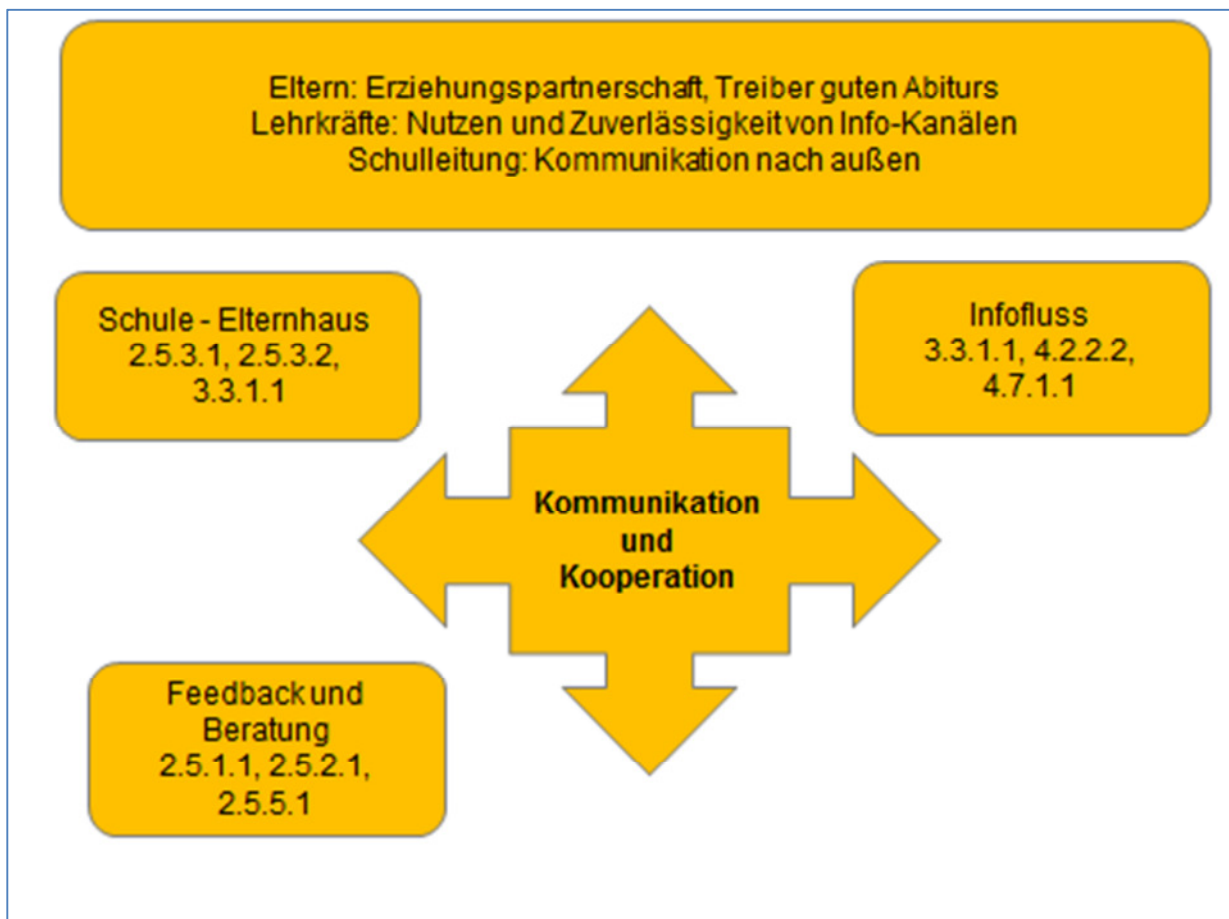 Eltern: Erziehungspartnerschaft, Treiber guten Abiturs
Lehrkräfte: Nutzen und Zuverlässigkeit von Info-Kanälen
Schulleitung: Kommunikation nach außen
Schule - Elternhaus
2.5.3.1, 2.5.3.2,
3.3.1.1
Infofluss
3.3.1.1, 4.2.2.2,
4.7.1.1
Kommunikation
und
Kooperation
Feedback und
Beratung
2.5.1.1, 2.5.2.1,
2.5.5.1